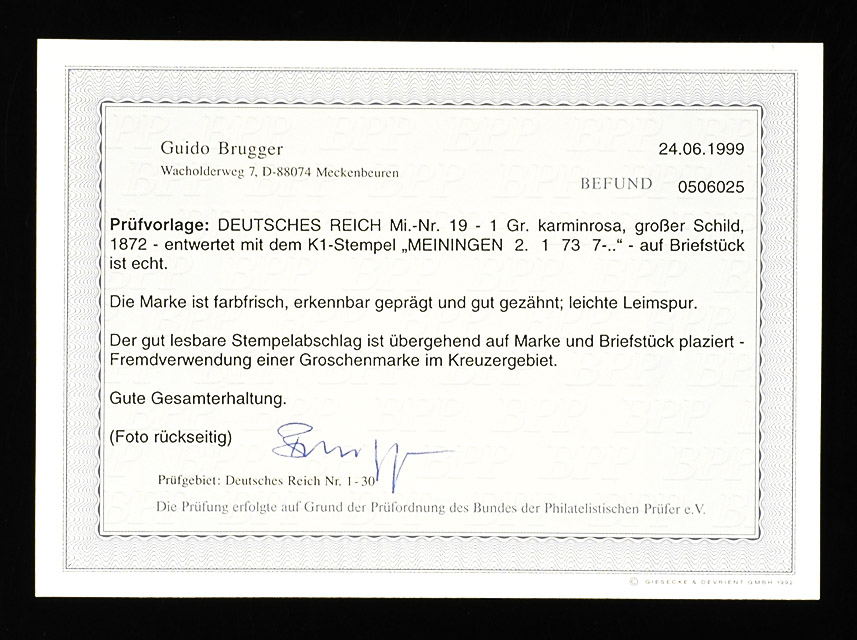 Guido Brugger
24.06.1999
Wacholderweg 7, D-88074 Meckenbeuren
BEFUND 0506025
Prüfvorlage: DEUTSCHES REICH Mi.-Nr. 19 - 1 Gr. karminrosa, großer Schild,
1872 - entwertet mit dem K1-Stempel „MEININGEN 2. 1 73 7-..“ - auf Briefstück
ist echt.
Die Marke ist farbfrisch, erkennbar geprägt und gut gezähnt; leichte Leimspur.
Der gut lesbare Stempelabschlag ist übergehend auf Marke und Briefstück plaziert -
Fremdverwendung einer Groschenmarke im Kreuzergebiet.
Gute Gesamterhaltung.
(Foto rückseitig)
Prüfgebiet: Deutsches Reich Nr. 1-30
Die Prüfung erfolgte auf Grund der Prüfordnung des Bundes der Philatelistischen Prüfer e.V.
© GIESECKE & DEVRIENT GMBH 1992